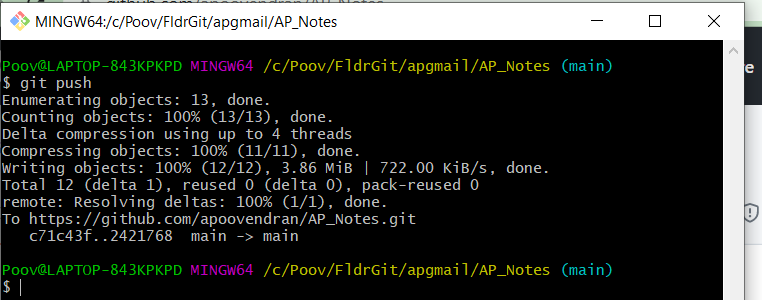 github.com/apoovendran/AP_Notes
MINGW64:/c/Poov/FldrGit/apgmail/AP_Notes
Poov@LAPTOP-843KPKPD MINGW64 /c/Poov/FldrGit/apgmail/AP_Notes (main)
$ git push
Enumerating objects: 13, done.
Counting objects: 100% (13/13), done.
Delta compression using up to 4 threads
Compressing objects: 100% (11/11), done.
Writing objects: 100% (12/12), 3.86 MiB | 722.00 KiB/s, done.
Total 12 (delta 1), reused 0 (delta 0), pack-reused 0
remote: Resolving deltas: 100% (1/1), done.
To https://github.com/apoovendran/AP_Notes.git
   c71c43f..2421768  main -> main
Poov@LAPTOP-843KPKPD MINGW64 /c/Poov/FldrGit/apgmail/AP_Notes (main)
$